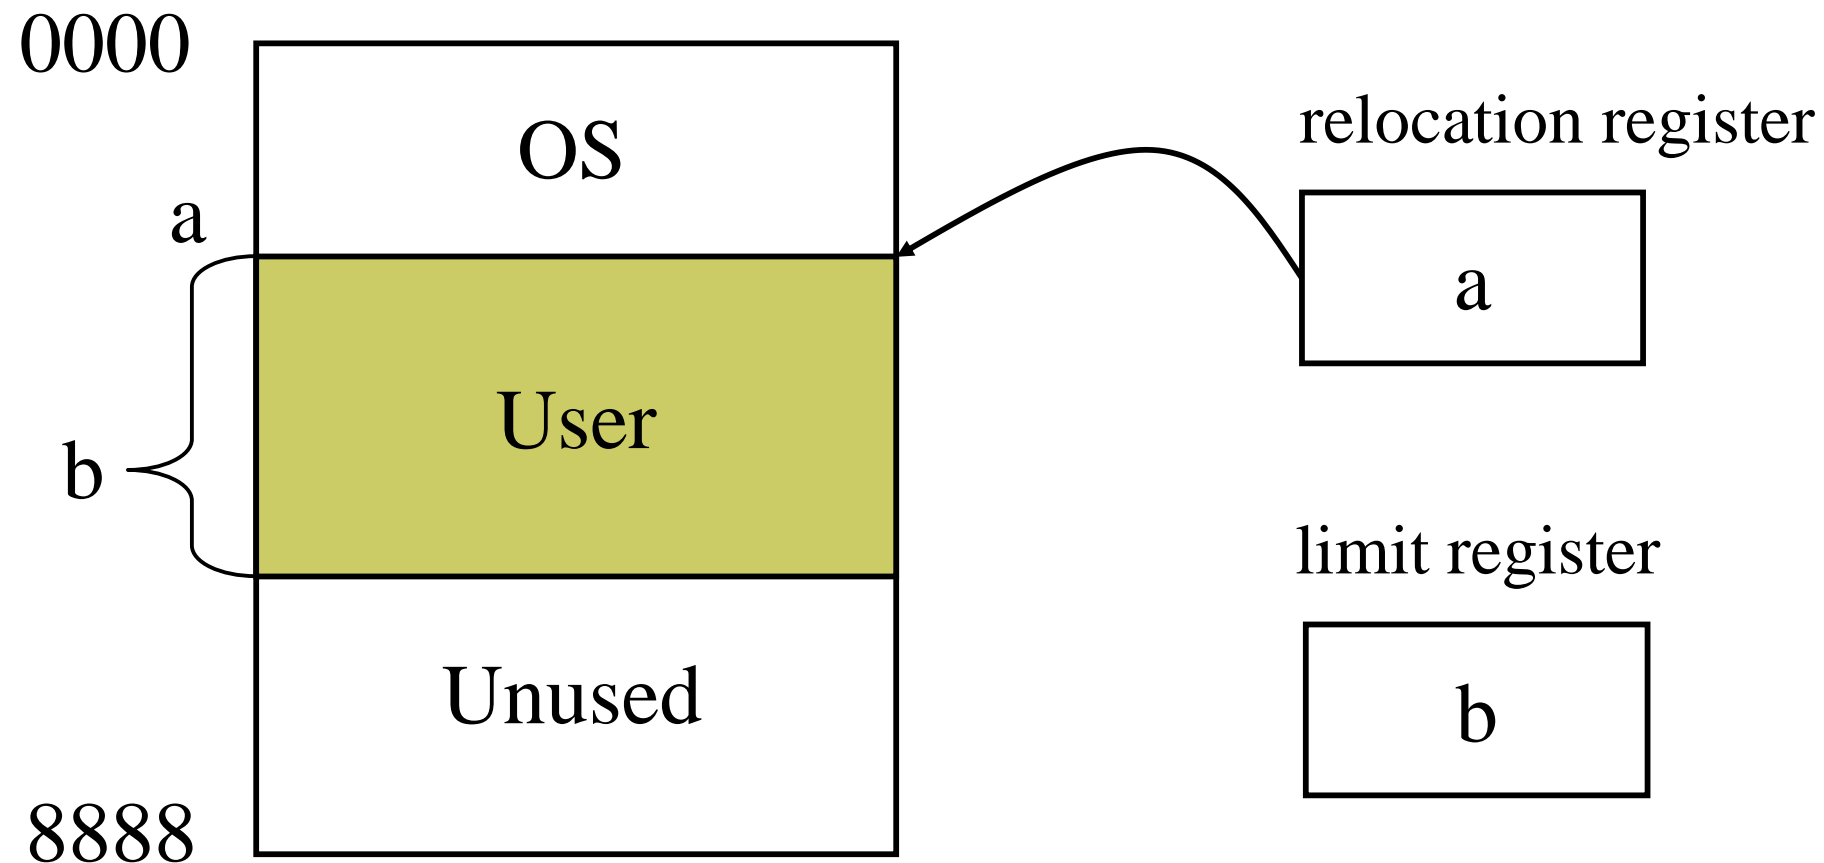 0000
OS
relocation register
a
a
User
b
limit register
Unused
b
8888